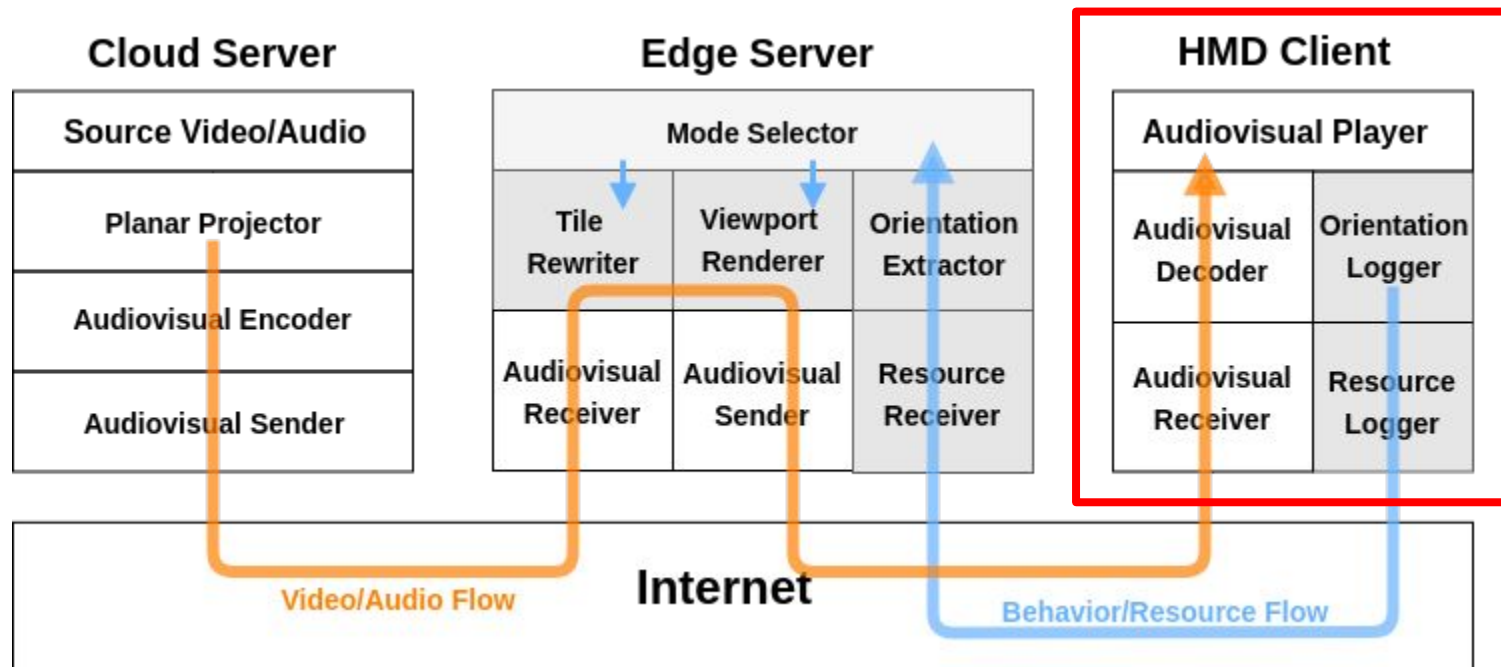 Cloud Server
Source Video/Audio
Planar Projector
Audiovisual Encoder
Audiovisual Sender
Edge Server
Mode Selector
Tile
Rewriter
Viewport
Renderer
Orientation
Extractor
Audiovisual
Receiver
Audiovisual
Sender
Resource
Receiver
HMD Client
Audiovisual Player
Audiovisual
Decoder
Orientation
Logger
Audiovisual
Receiver
Resource
Logger
Internet
Video/Audio Flow
Behavior/Resource Flow